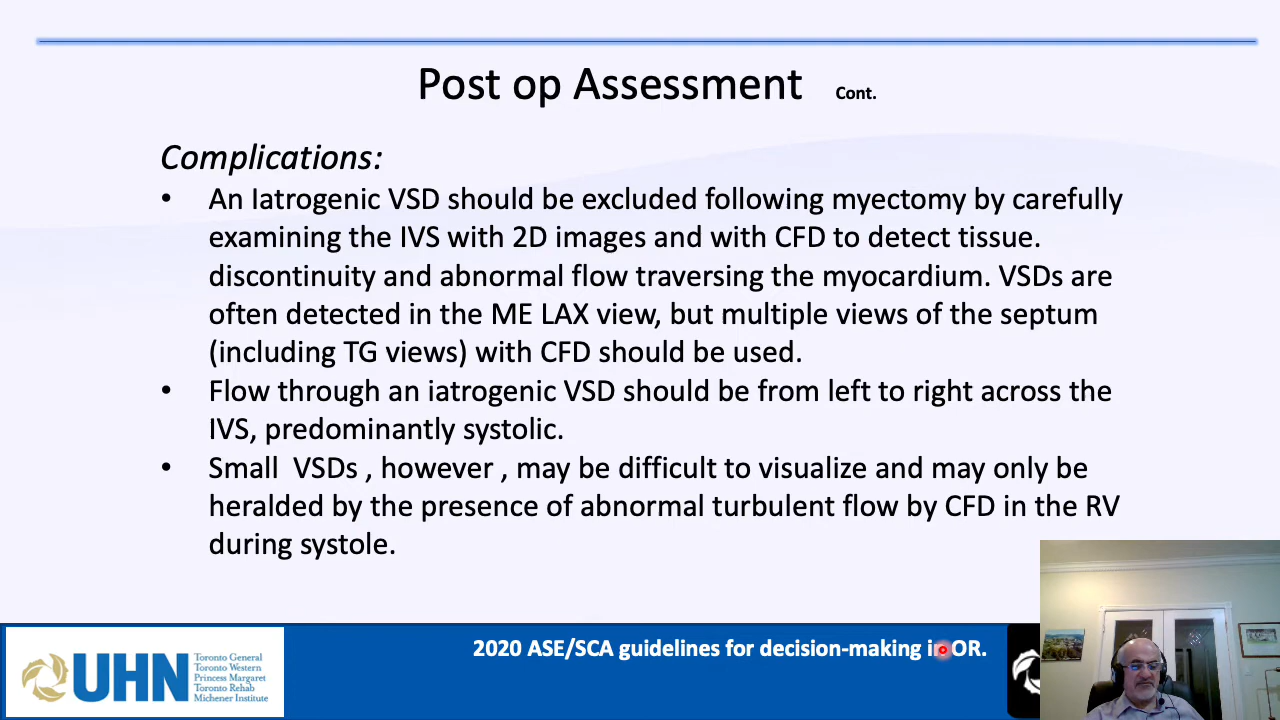 Post op Assessment Cont.
Complications:
• An Iatrogenic VSD should be excluded following myectomy by carefully
examining the IVS with 2D images and with CFD to detect tissue.
discontinuity and abnormal flow traversing the myocardium. VSDs are
often detected in the ME LAX view, but multiple views of the septum
(including TG views) with CFD should be used.
• Flow through an iatrogenic VSD should be from left to right across the
IVS, predominantly systolic.
• Small VSDs , however , may be difficult to visualize and may only be
heralded by the presence of abnormal turbulent flow by CFD in the RV
during systole.
2020 ASE/SCA guidelines for decision-making in OR.
UHN
Toronto General
Toronto Western
Princess Margaret
Toronto Rehab
Michener Institute